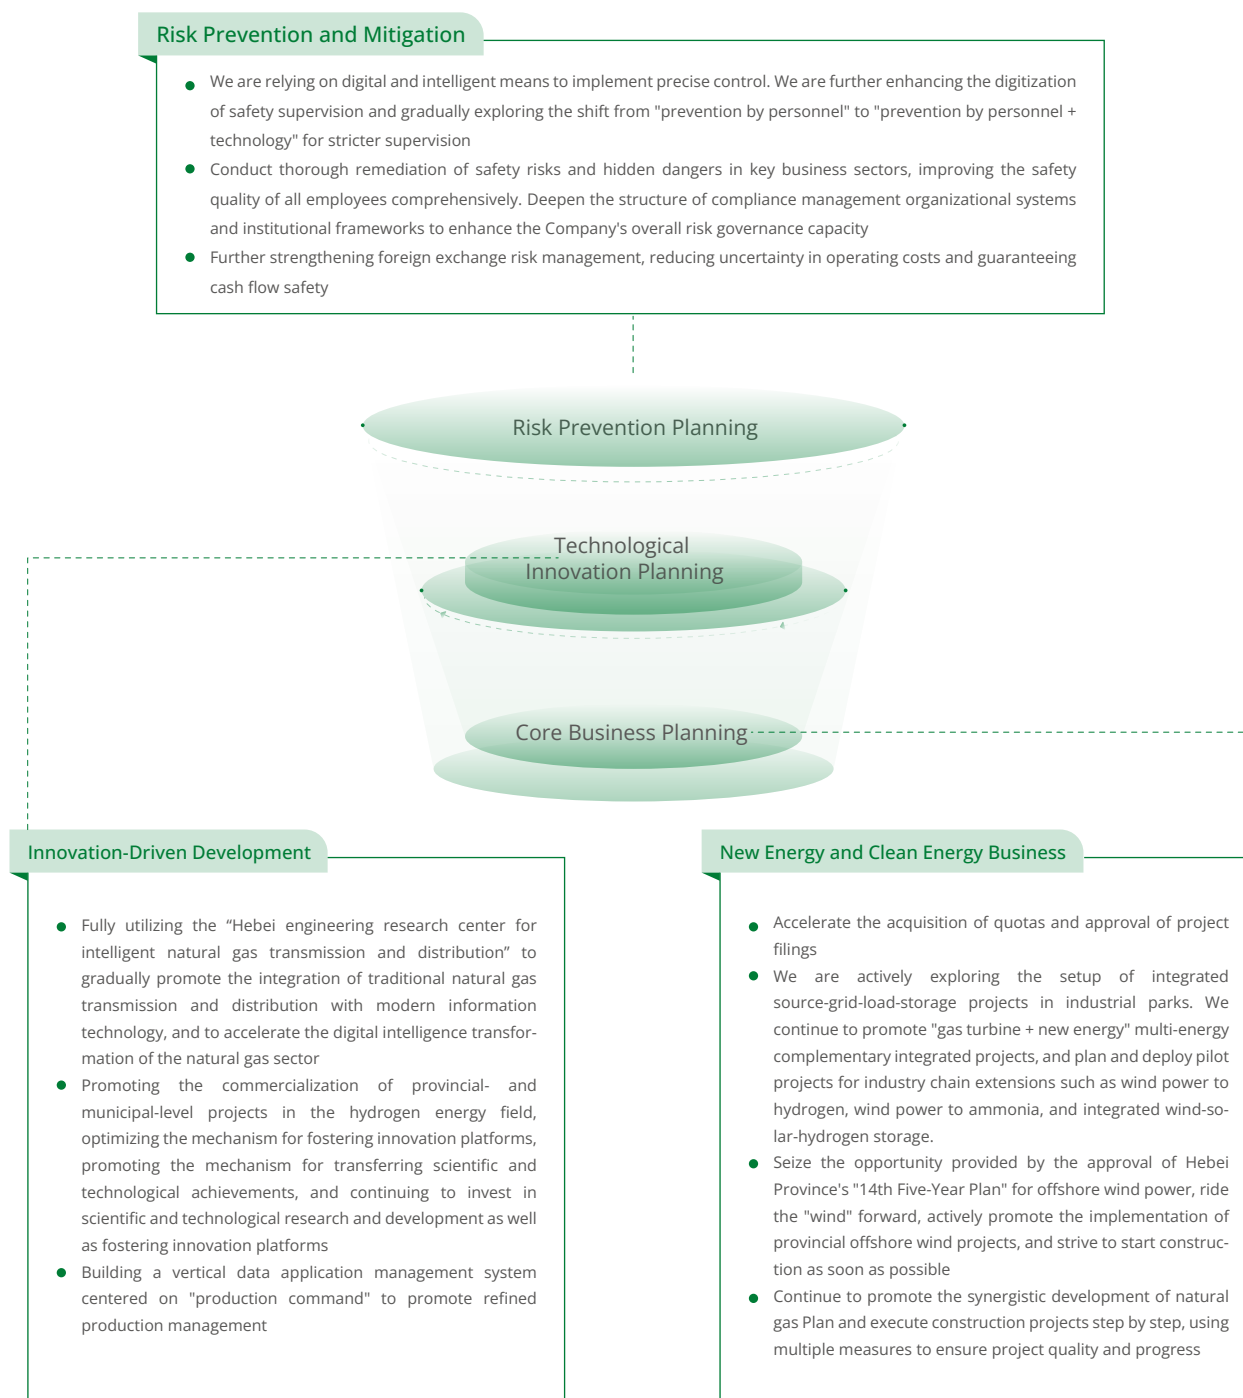 Risk Prevention and Mitigation
We are relying on digital and intelligent means to implement precise control. We are further enhancing the digitization
of safety supervision and gradually exploring the shift from "prevention by personnel" to "prevention by personnel +
technology" for stricter supervision
Conduct thorough remediation of safety risks and hidden dangers in key business sectors, improving the safety
quality of all employees comprehensively. Deepen the structure of compliance management organizational systems
and institutional frameworks to enhance the Company's overall risk governance capacity
Further strengthening foreign exchange risk management, reducing uncertainty in operating costs and guaranteeing
cash flow safety
Risk Prevention Planning
Technological
Innovation Planning
Core Business Planning
Innovation-Driven Development
Fully utilizing the “Hebei engineering research center for
intelligent natural gas transmission and distribution” to
gradually promote the integration of traditional natural gas
transmission and distribution with modern information
technology, and to accelerate the digital intelligence transfor-
mation of the natural gas sector
Promoting the commercialization of provincial- and
municipal-level projects in the hydrogen energy field,
optimizing the mechanism for fostering innovation platforms,
promoting the mechanism for transferring scientific and
technological achievements, and continuing to invest in
scientific and technological research and development as well
as fostering innovation platforms
Building a vertical data application management system
centered on "production command" to promote refined
production management
New Energy and Clean Energy Business
Accelerate the acquisition of quotas and approval of project
filings
We are actively exploring the setup of integrated
source-grid-load-storage projects in industrial parks. We
continue to promote "gas turbine + new energy" multi-energy
complementary integrated projects, and plan and deploy pilot
projects for industry chain extensions such as wind power to
hydrogen, wind power to ammonia, and integrated wind-so-
lar-hydrogen storage.
Seize the opportunity provided by the approval of Hebei
Province's "14th Five-Year Plan" for offshore wind power, ride
the "wind" forward, actively promote the implementation of
provincial offshore wind projects, and strive to start construc-
tion as soon as possible
Continue to promote the synergistic development of natural
gas Plan and execute construction projects step by step, using
multiple measures to ensure project quality and progress